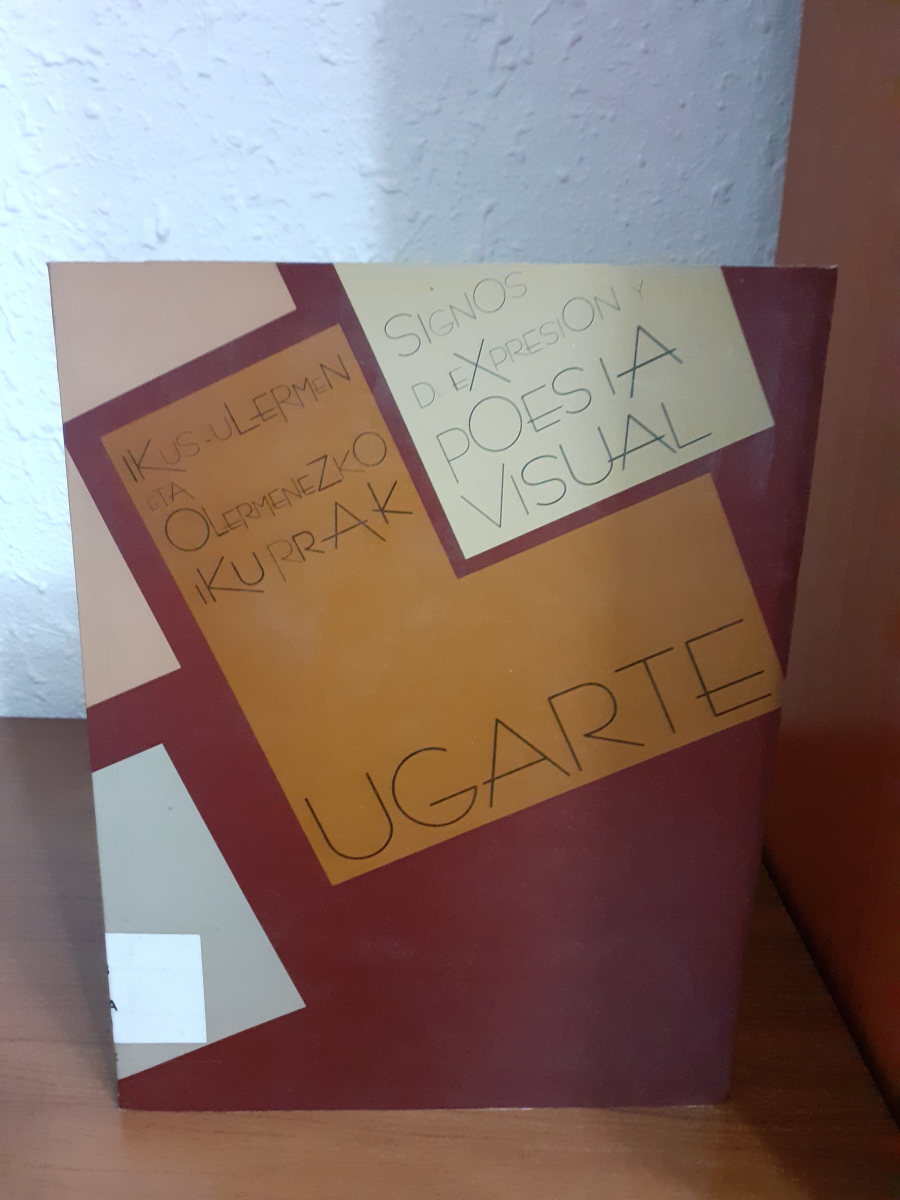 IKUS-ULERMEN
ETA
OLERMENEZKO
IKURRAK
SIGNOS
DE EXPRESION Y
POESIA
VISUAL
UGARTE
A